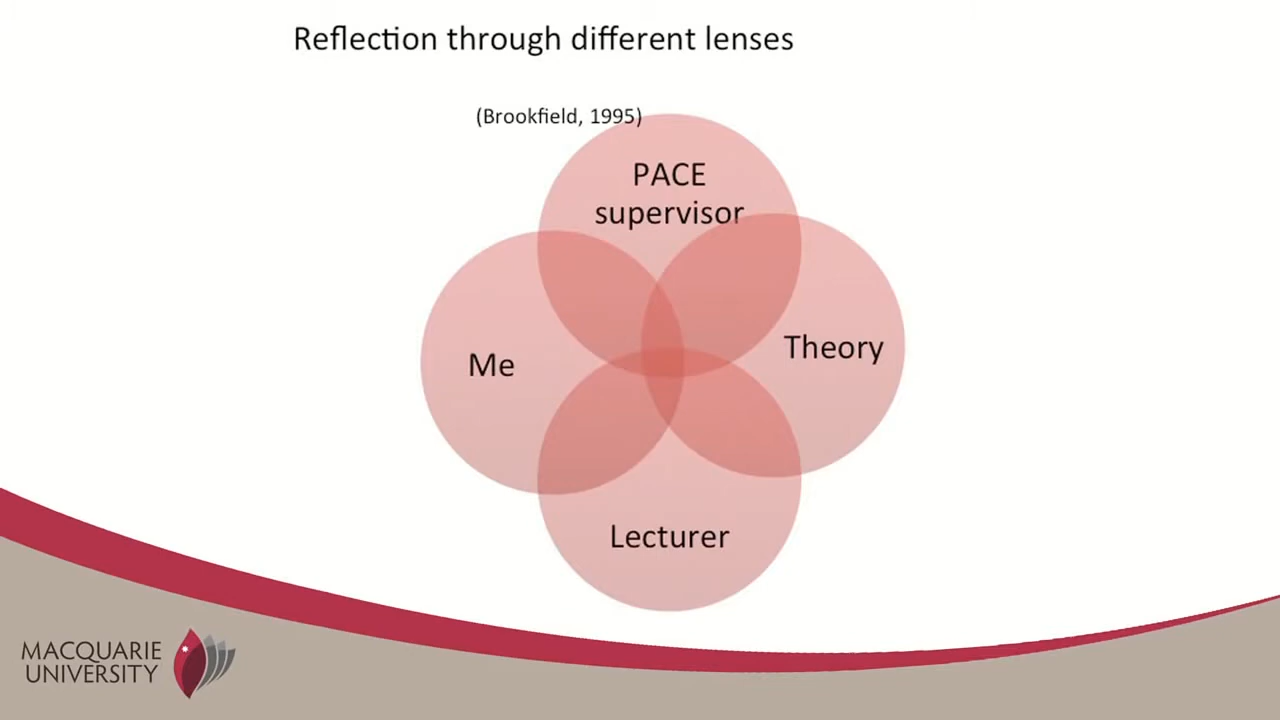 Reflection through different lenses
(Brookfield, 1995)
PACE
supervisor
Me
Theory
Lecturer
MACQUARIE
UNIVERSITY